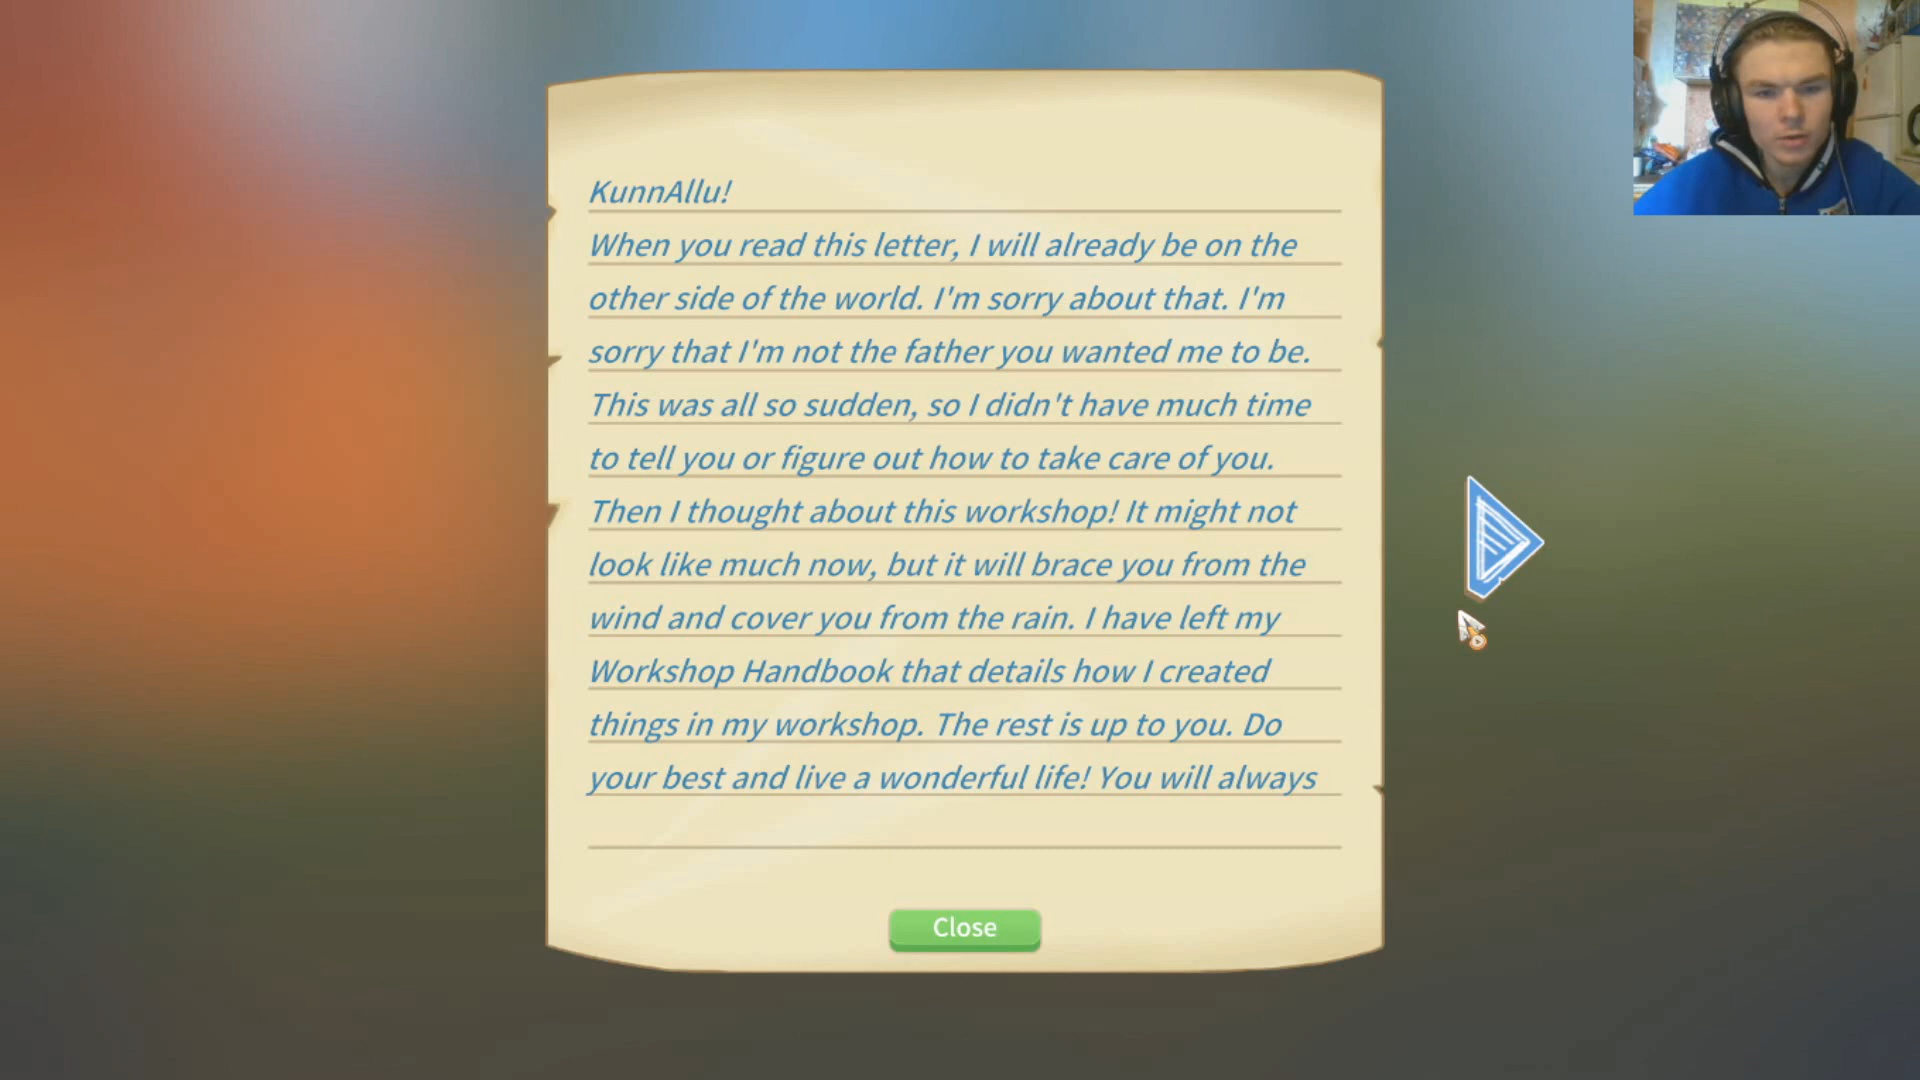 KunnAllu!
When you read this letter, I will already be on the
other side of the world. I'm sorry about that. I'm
sorry that I'm not the father you wanted me to be.
This was all so sudden, so I didn't have much time
to tell you or figure out how to take care of you.
Then I thought about this workshop! It might not
look like much now, but it will brace you from the
wind and cover you from the rain. I have left my
Workshop Handbook that details how I created
things in my workshop. The rest is up to you. Do
your best and live a wonderful life! You will always
Close